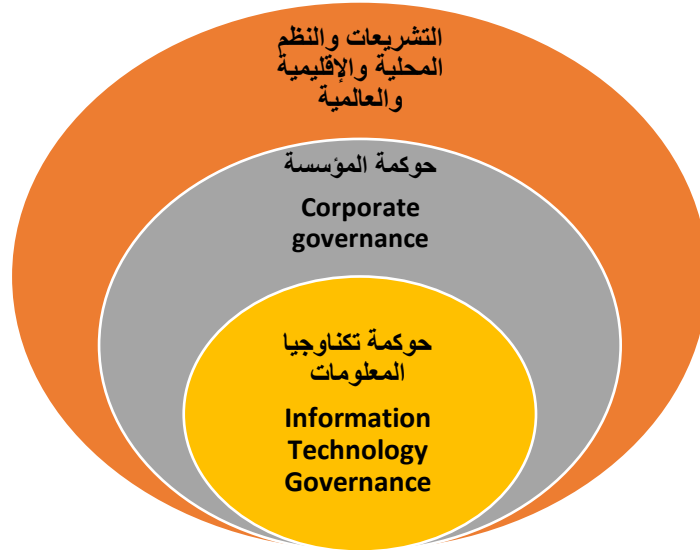 التشريعات والنظم
المحلية والإقليمية
والعالمية
حوكمة المؤسسة
Corporate
governance
حوكمة تكناوجيا
المعلومات
Information
Technology
Governance